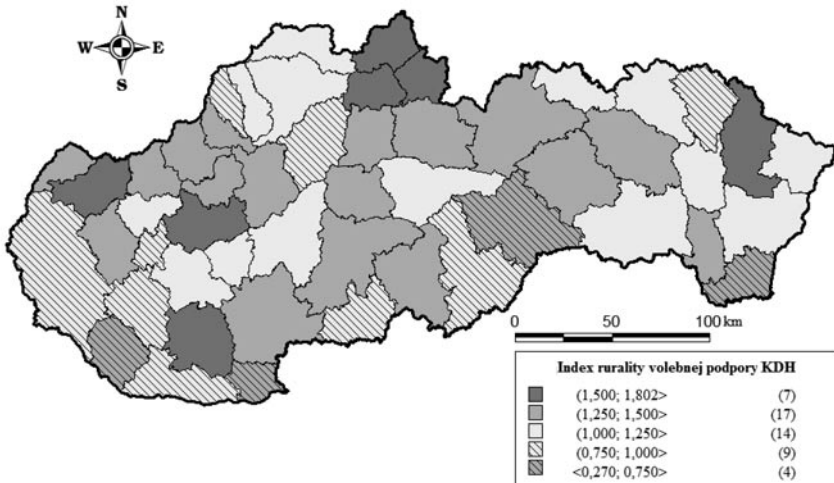 N
W E
S
0 50 100 km
Index rurality volebnej podpory KDH
(1,500; 1,802> (7)
(1,250; 1,500> (17)
(1,000; 1,250> (14)
(0,750; 1,000> (9)
<0,270; 0,750> (4)